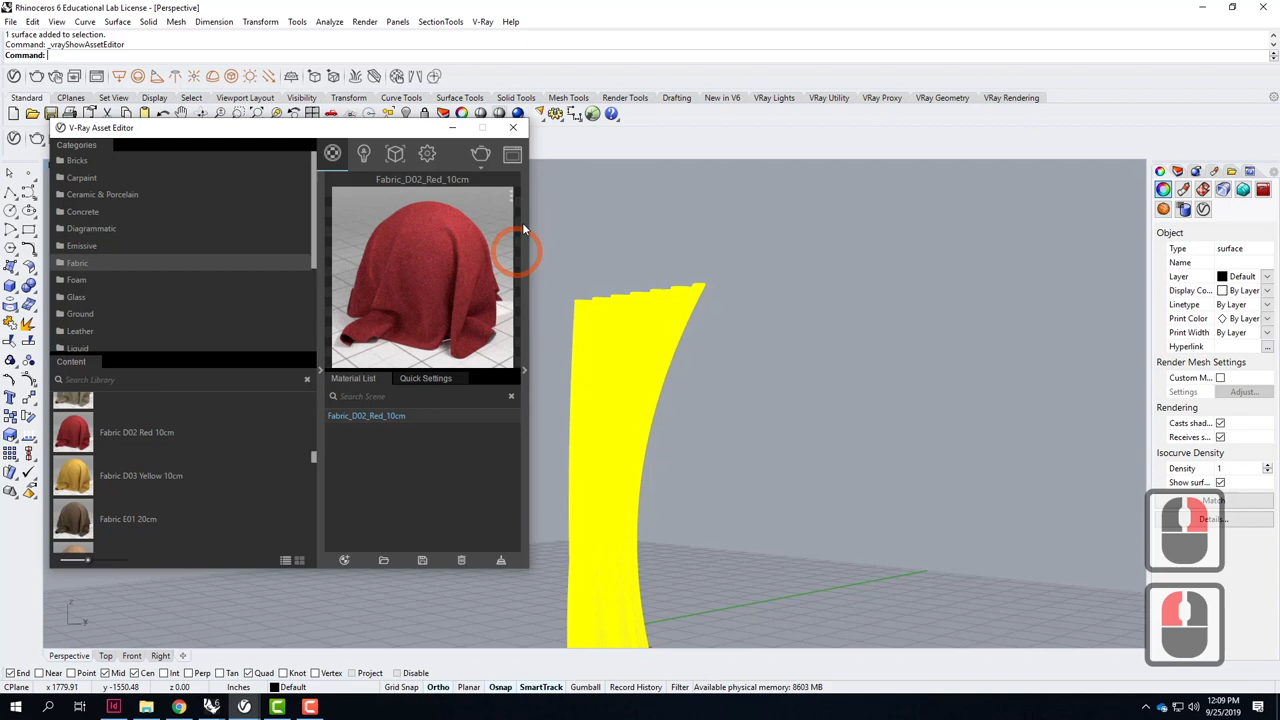 Rhinoceros 6 Educational Lab License - [Perspective]
File Edit View Curve Surface Solid Mesh Dimension Transform Tools Analyze Render Panels SectionTools V-Ray Help
1 surface added to selection.
Command: _vrayShowAssetEditor
Command:
Standard CPlanes Set View Display Select Viewport Layout Visibility Transform Curve Tools Surface Tools Solid Tools Mesh Tools Render Tools Drafting New in V6 VRay Lights VRay Utility VRay Proxy VRay Geometry VRay Rendering
V-Ray Asset Editor
Categories
Bricks
Carpaint
Ceramic & Porcelain
Concrete
Diagrammatic
Emissive
Fabric
Foam
Glass
Ground
Leather
Liquid
Content
Search Library
Fabric D02 Red 10cm
Fabric D03 Yellow 10cm
Fabric E01 20cm
Fabric_D02_Red_10cm
Material List Quick Settings
Search Scene
Fabric_D02_Red_10cm
Object
Type surface
Name
Layer Default
Display Co... By Layer
Linetype By Layer
Print Color By Layer
Print Width By Layer
Hyperlink ...
Render Mesh Settings
Custom M...
Settings Adjust...
Rendering
Casts shad...
Receives s...
Isocurve Density
Density 1
Show surf...
Match
Details...
z
x
Perspective Top Front Right
End Near Point Mid Cen Int Perp Tan Quad Knot Vertex Project Disable
CPlane x 1779.91 y -1550.48 z 0.00 Inches Default Grid Snap Ortho Planar Osnap SmartTrack Gumball Record History Filter Available physical memory: 8603 MB
12:09 PM
9/25/2019